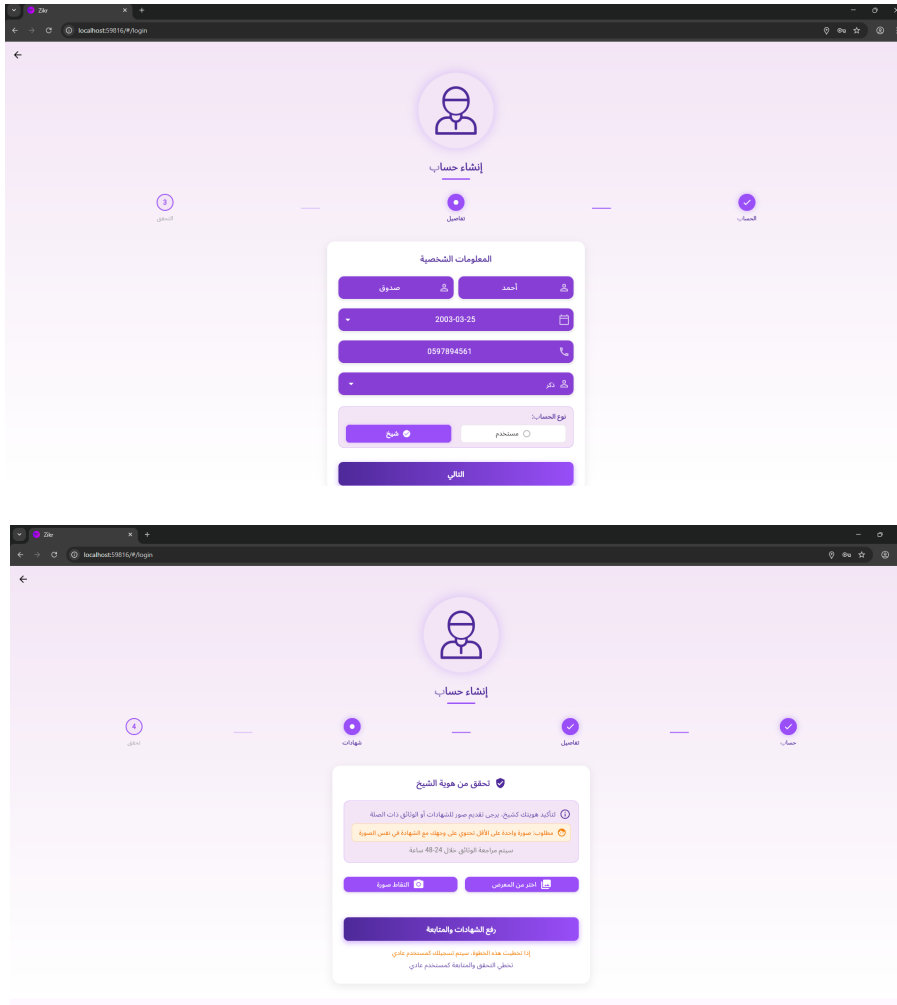 Zikr
localhost:59816/#/login
إنشاء حساب
الحساب
تفاصيل
3
التحقق
المعلومات الشخصية
أحمد
صدوق
2003-03-25
0597894561
ذكر
نوع الحساب:
مستخدم
شيخ
التالي
Zikr
localhost:59816/#/login
إنشاء حساب
حساب
تفاصيل
شهادات
4
تحقق
تحقق من هوية الشيخ
لتأكيد هويتك كشيخ، يرجى تقديم صور للشهادات أو الوثائق ذات الصلة
مطلوب: صورة واحدة على الأقل تحتوي على وجهك مع الشهادة في نفس الصورة
سيتم مراجعة الوثائق خلال 24-48 ساعة
اختر من المعرض
التقاط صورة
رفع الشهادات والمتابعة
إذا تخطيت هذه الخطوة، سيتم تسجيلك كمستخدم عادي
تخطي التحقق والمتابعة كمستخدم عادي